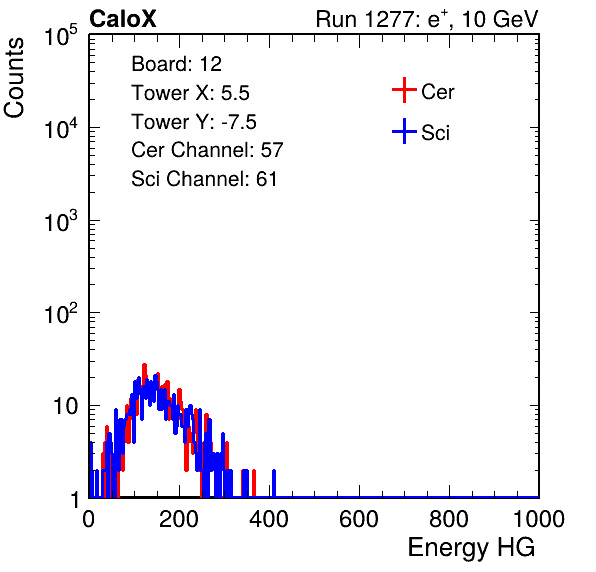 CaloX Run 1277: e⁺, 10 GeV
Counts
Board: 12
Tower X: 5.5
Tower Y: -7.5
Cer Channel: 57
Sci Channel: 61
Cer
Sci
10⁵
10⁴
10³
10²
10
1
0 200 400 600 800 1000
Energy HG